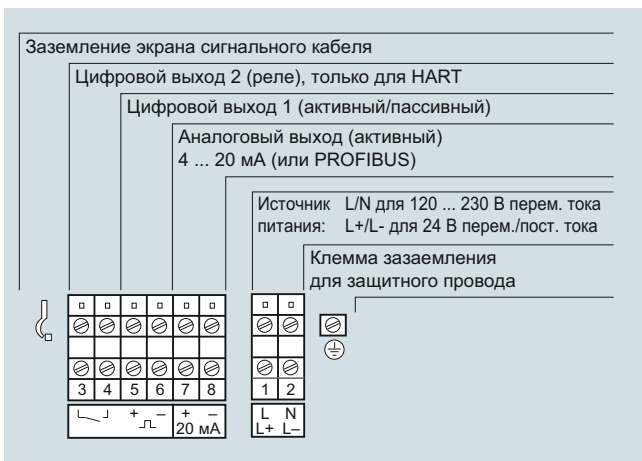 Заземление экрана сигнального кабеля
Цифровой выход 2 (реле), только для HART
Цифровой выход 1 (активный/пассивный)
Аналоговый выход (активный)
4 ... 20 мА (или PROFIBUS)
Источник L/N для 120 ... 230 В перем. тока
питания: L+/L- для 24 В перем./пост. тока
Клемма зазаемления
для защитного провода
3 4 5 6 7 8 1 2
+ – + – L N
20 мА L+ L–